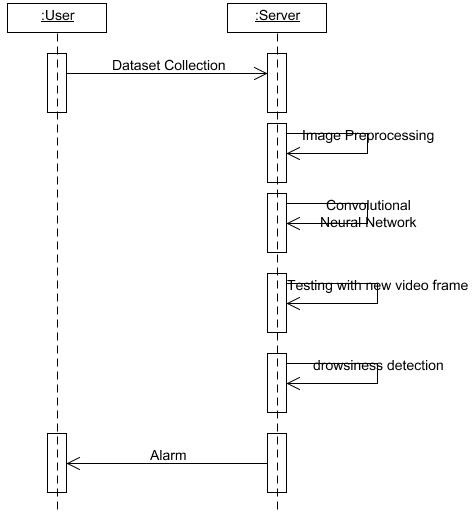 :User
:Server
Dataset Collection
Image Preprocessing
Convolutional
Neural Network
Testing with new video frame
drowsiness detection
Alarm